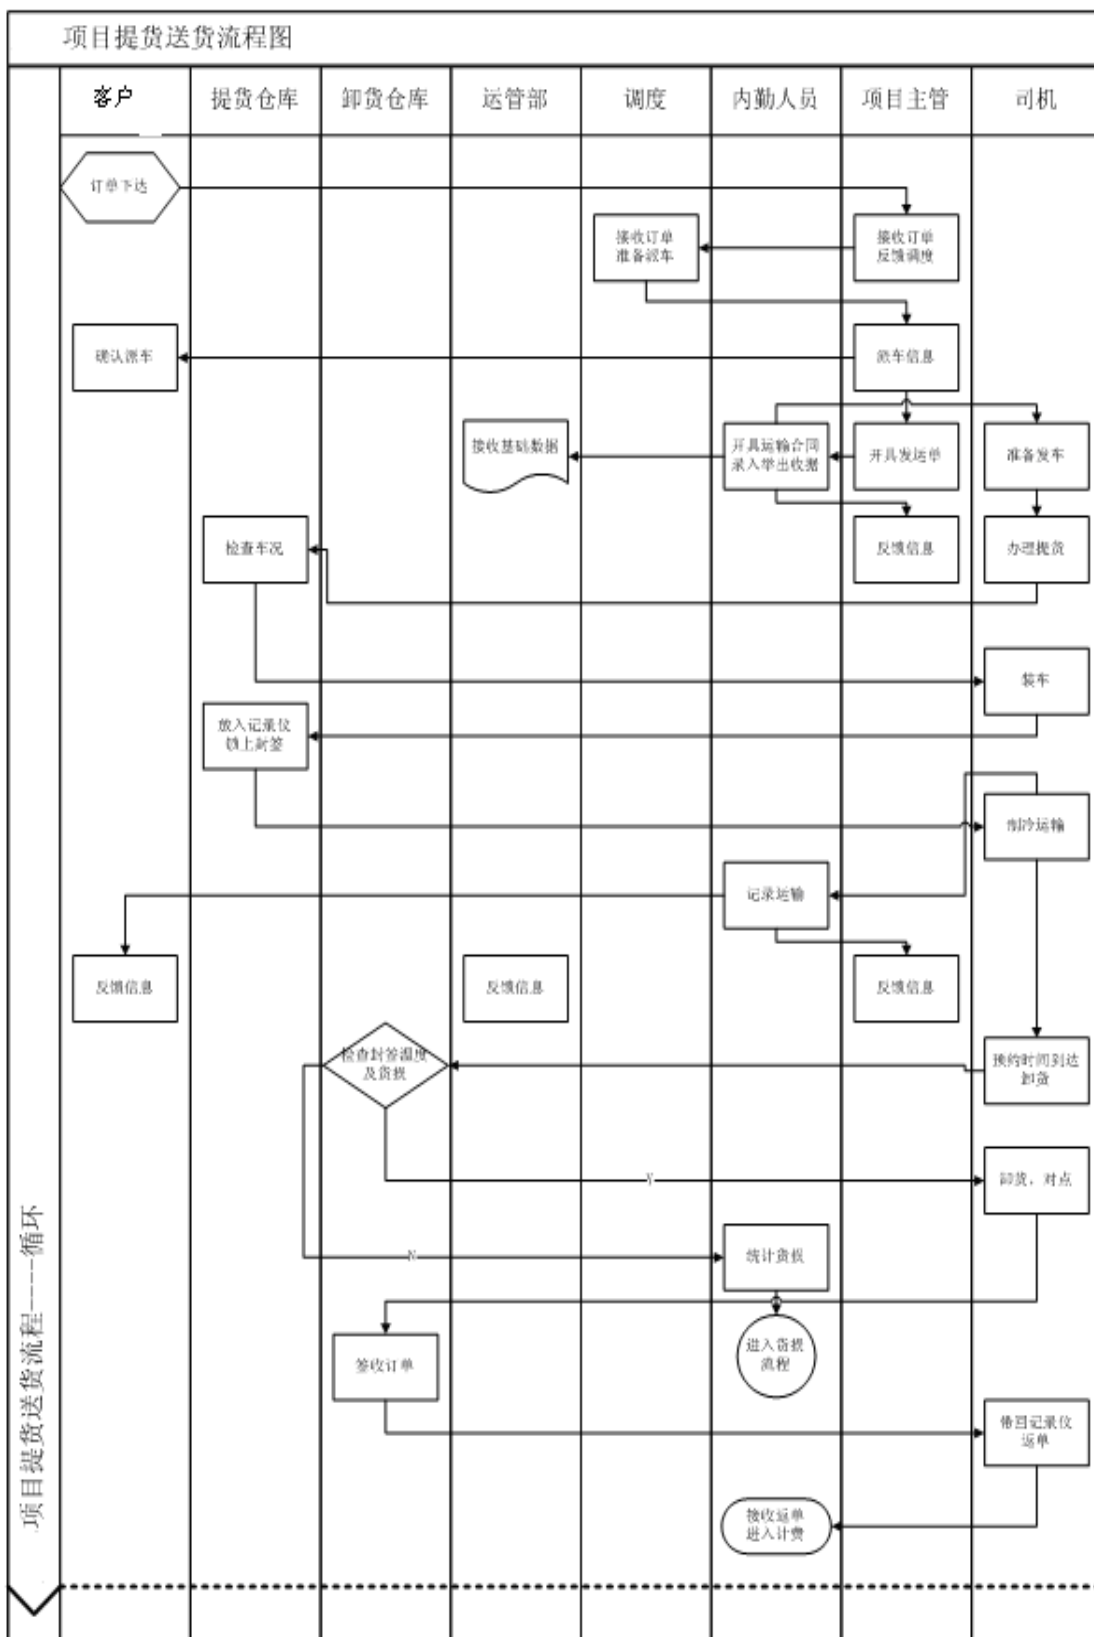 项目提货送货流程图
客户
提货仓库
卸货仓库
运管部
调度
内勤人员
项目主管
司机
订单下达
接收订单
准备派车
接收订单
反馈调度
确认派车
派车信息
接收基础数据
开具运输合同
录入举出收据
开具发运单
准备发车
检查车况
反馈信息
办理提货
装车
放入记录仪
锁上封签
制冷运输
记录运输
反馈信息
反馈信息
反馈信息
检查封签温度
及货损
预约时间到达
卸货
Y
卸货，对点
N
统计货损
签收订单
进入货损
流程
带回记录仪
返单
接收返单
进入计费
项目提货送货流程----循环